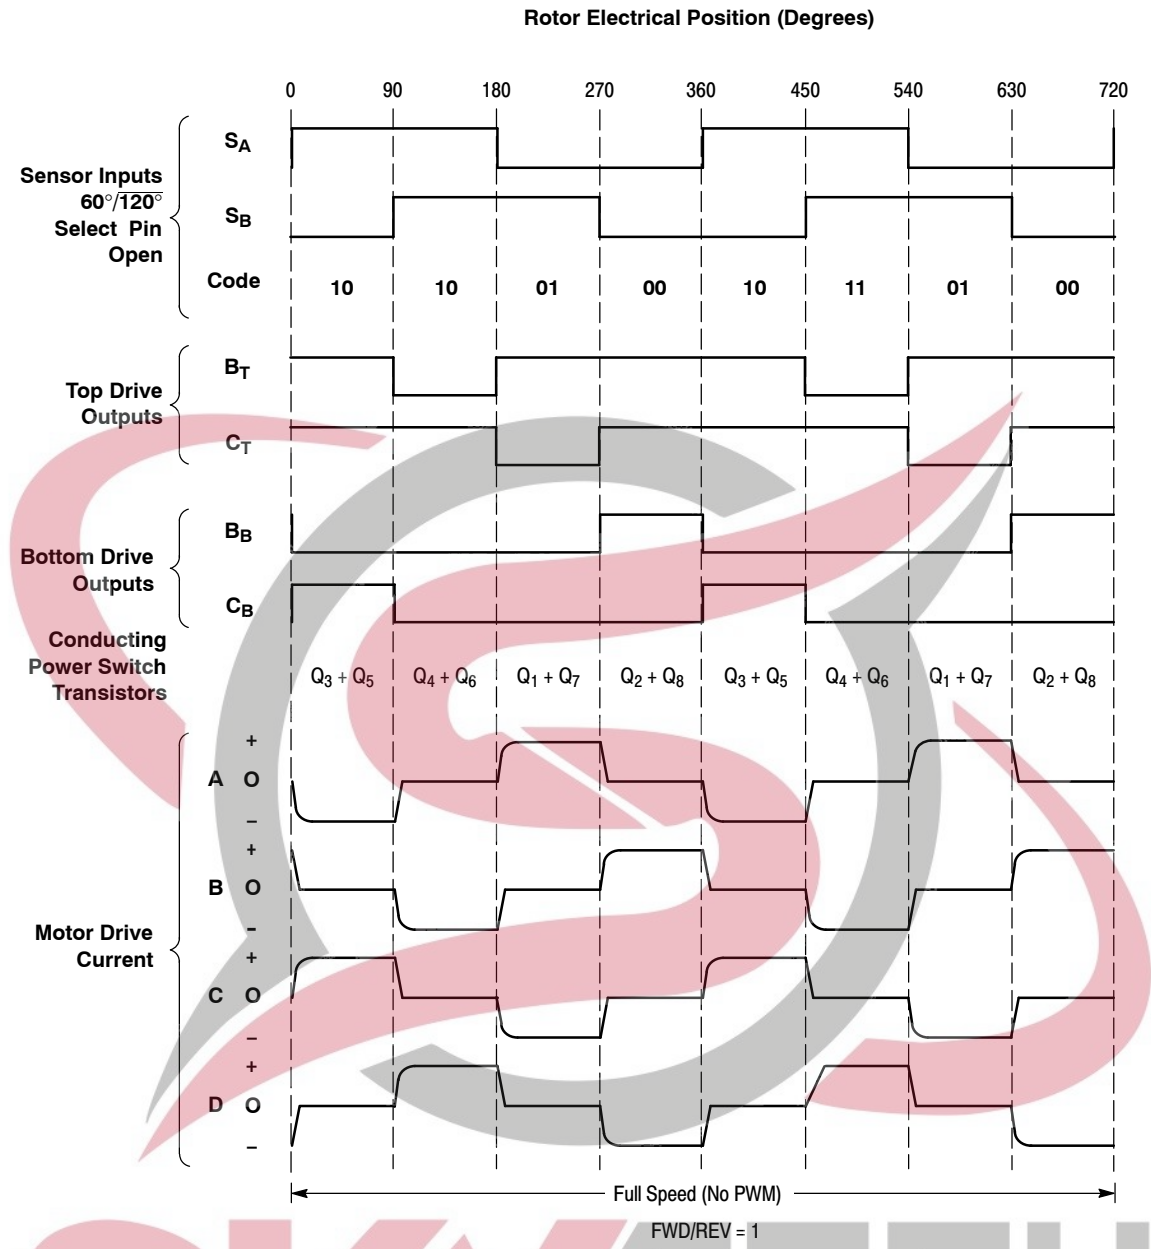 Rotor Electrical Position (Degrees)
0 90 180 270 360 450 540 630 720
Sensor Inputs
60°/120°
Select Pin
Open
SA
SB
Code
10 10 01 00 10 11 01 00
Top Drive
Outputs
BT
CT
Bottom Drive
Outputs
BB
CB
Conducting
Power Switch
Transistors
Q3 + Q5 Q4 + Q6 Q1 + Q7 Q2 + Q8 Q3 + Q5 Q4 + Q6 Q1 + Q7 Q2 + Q8
Motor Drive
Current
+
A O
–
+
B O
–
+
C O
–
+
D O
–
Full Speed (No PWM)
FWD/REV = 1